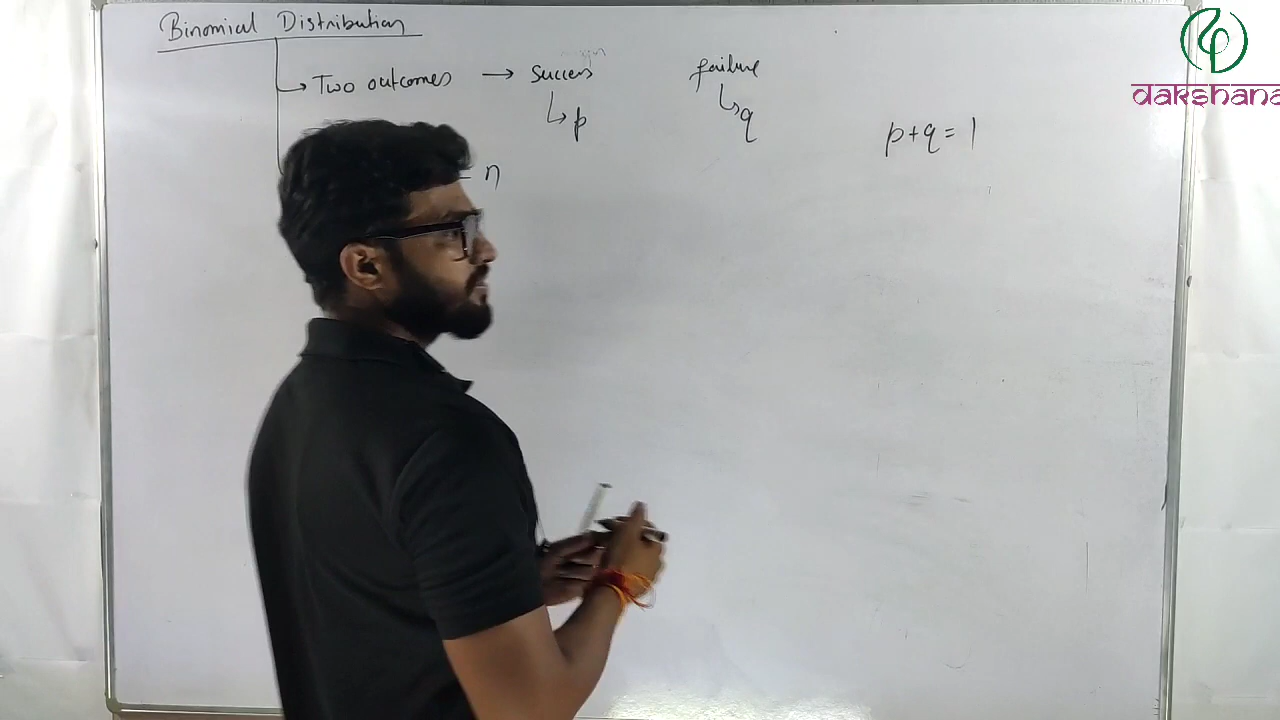 Binomial Distribution
Two outcomes → success failure
p q p+q=1
n
dakshana